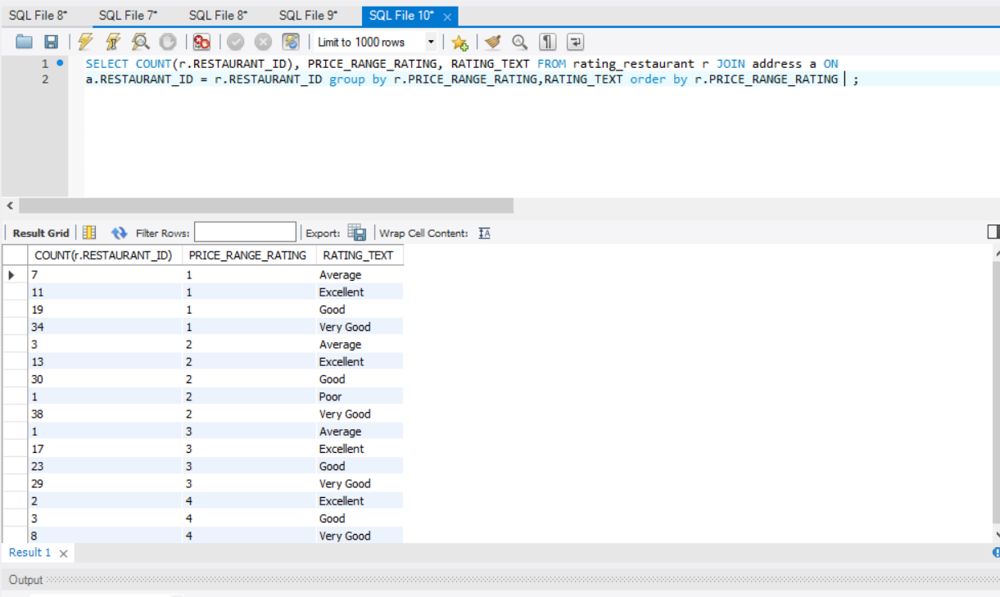 SQL File 8* SQL File 7* SQL File 8* SQL File 9* SQL File 10*
Limit to 1000 rows
1 SELECT COUNT(r.RESTAURANT_ID), PRICE_RANGE_RATING, RATING_TEXT FROM rating_restaurant r JOIN address a ON
2 a.RESTAURANT_ID = r.RESTAURANT_ID group by r.PRICE_RANGE_RATING,RATING_TEXT order by r.PRICE_RANGE_RATING ;
Result Grid Filter Rows: Export: Wrap Cell Content:
COUNT(r.RESTAURANT_ID) PRICE_RANGE_RATING RATING_TEXT
7 1 Average
11 1 Excellent
19 1 Good
34 1 Very Good
3 2 Average
13 2 Excellent
30 2 Good
1 2 Poor
38 2 Very Good
1 3 Average
17 3 Excellent
23 3 Good
29 3 Very Good
2 4 Excellent
3 4 Good
8 4 Very Good
Result 1
Output